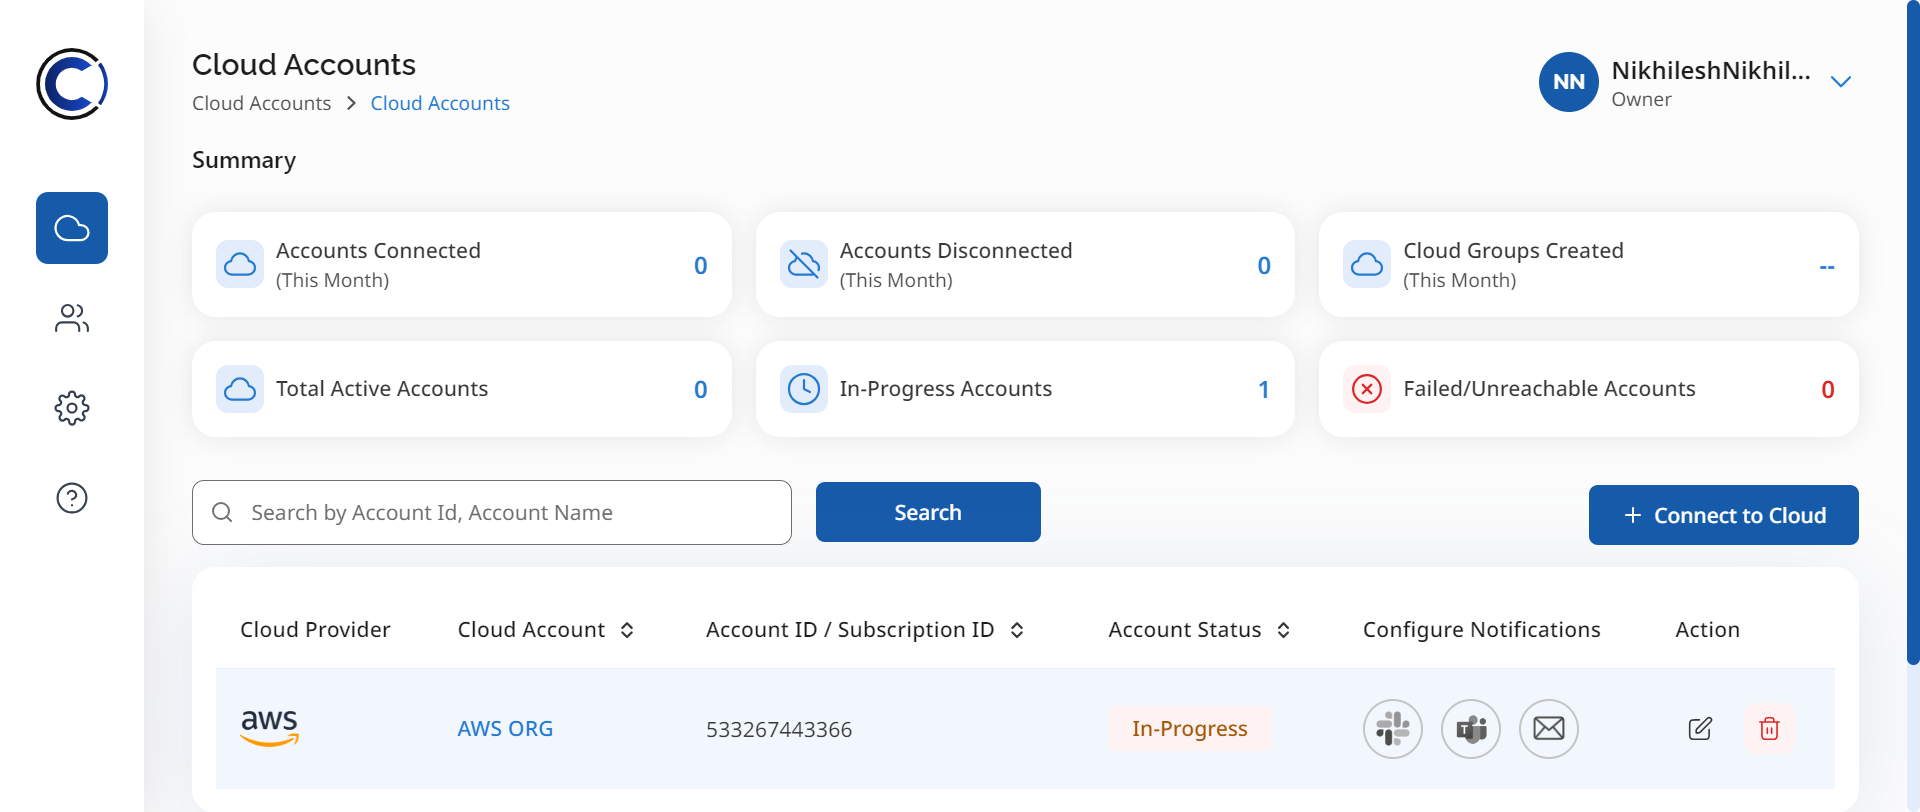 Cloud Accounts
Cloud Accounts > Cloud Accounts
NN
NikhileshNikhil...
Owner
Summary
Accounts Connected
(This Month)
0
Accounts Disconnected
(This Month)
0
Cloud Groups Created
(This Month)
--
Total Active Accounts
0
In-Progress Accounts
1
Failed/Unreachable Accounts
0
Search by Account Id, Account Name
Search
+ Connect to Cloud
Cloud Provider
Cloud Account
Account ID / Subscription ID
Account Status
Configure Notifications
Action
aws
AWS ORG
533267443366
In-Progress
T